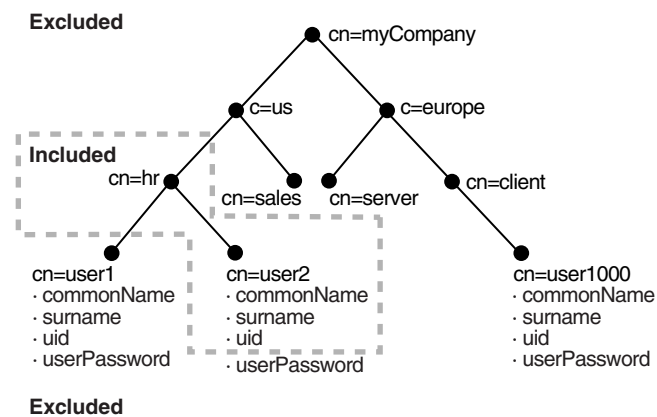 Excluded
cn=myCompany
c=us
c=europe
Included
cn=hr
cn=sales
cn=server
cn=client
cn=user1
· commonName
· surname
· uid
· userPassword
cn=user2
· commonName
· surname
· uid
· userPassword
cn=user1000
· commonName
· surname
· uid
· userPassword
Excluded